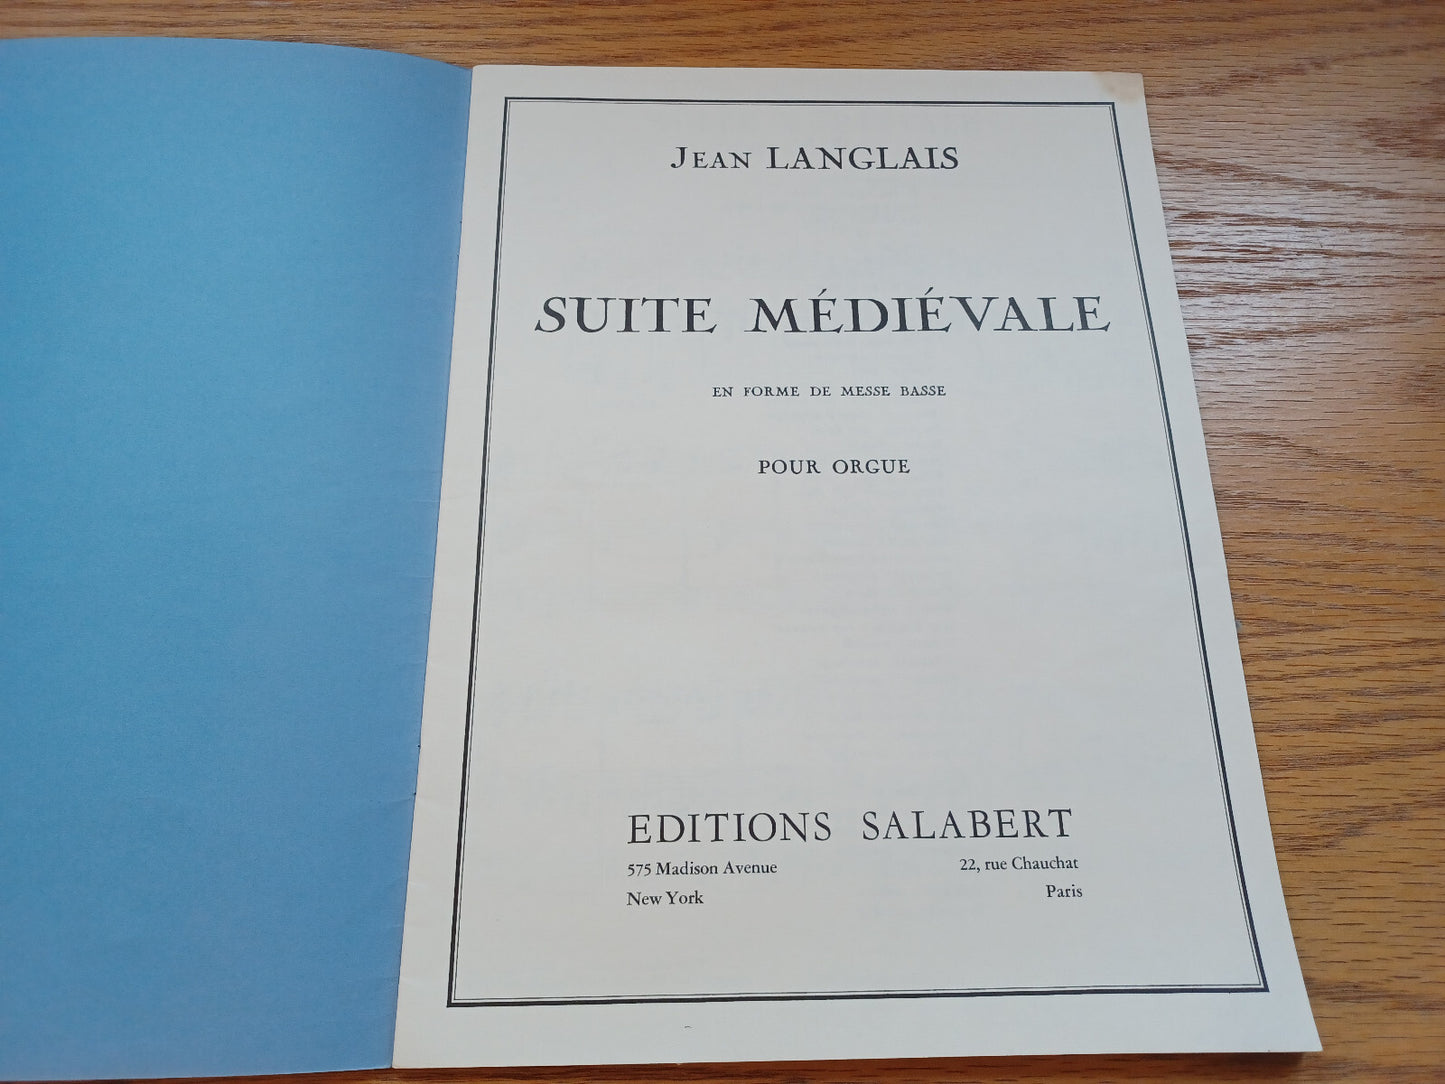 JEAN LANGLAIS
SUITE MÉDIÉVALE
EN FORME DE MESSE BASSE
POUR ORGUE
EDITIONS SALABERT
575 Madison Avenue
New York
22, rue Chauchat
Paris